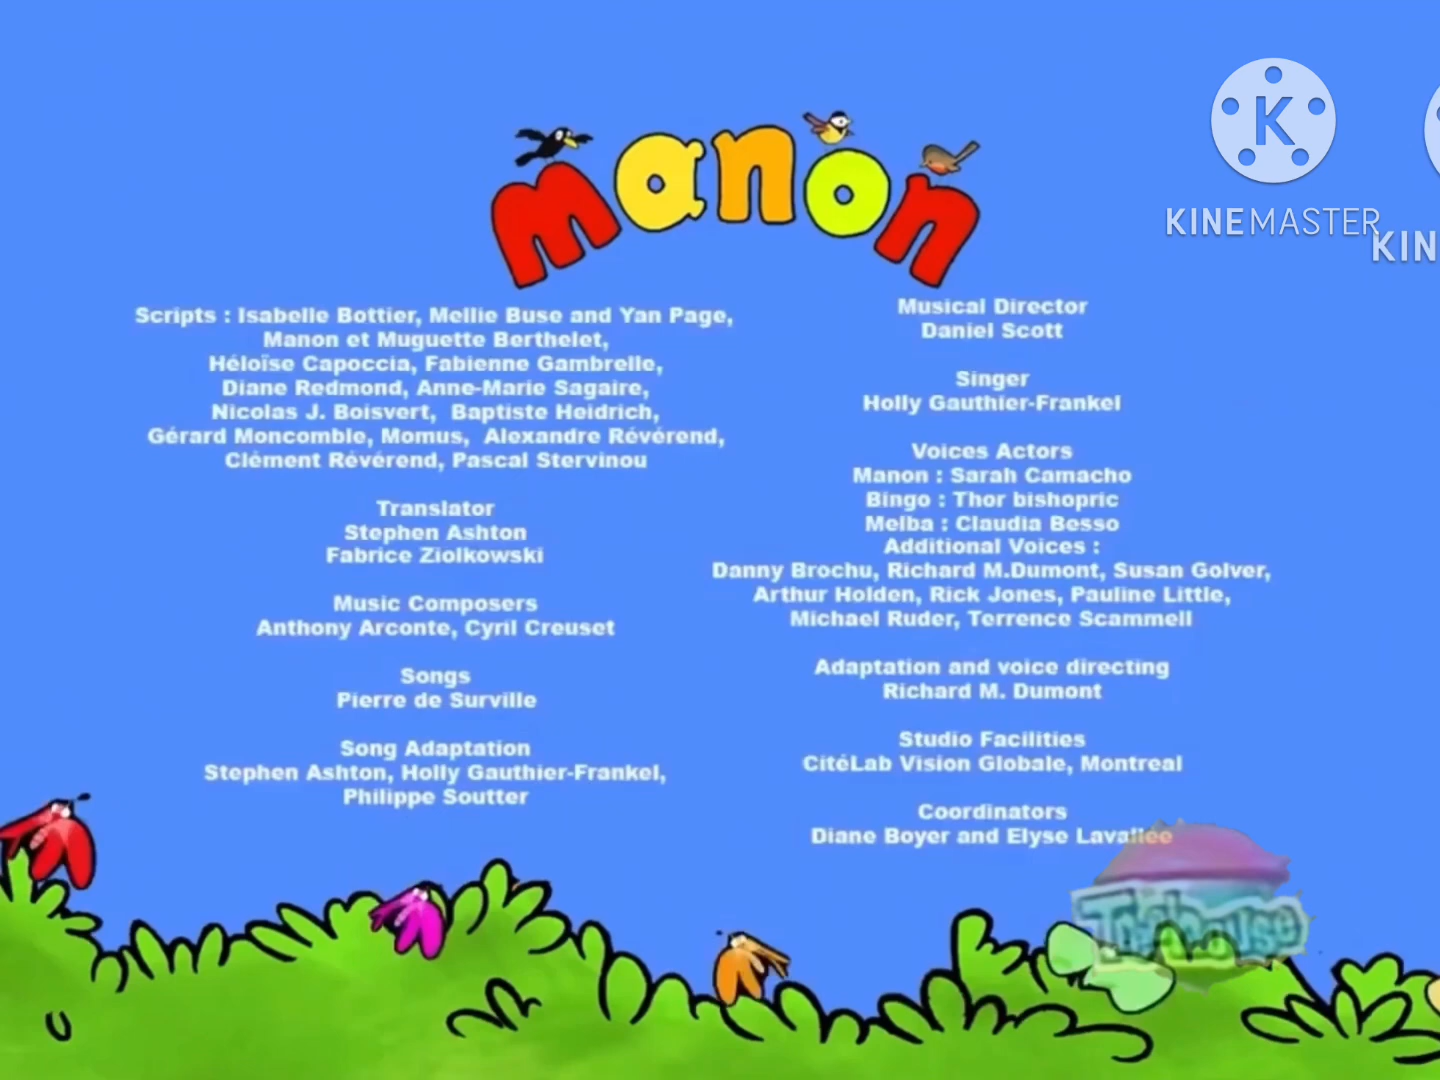 manon
Scripts : Isabelle Bottier, Mellie Buse and Yan Page,
Manon et Muguette Berthelet,
Héloïse Capoccia, Fabienne Gambrelle,
Diane Redmond, Anne-Marie Sagaire,
Nicolas J. Boisvert, Baptiste Heidrich,
Gérard Moncomble, Momus, Alexandre Révérend,
Clément Révérend, Pascal Stervinou
Translator
Stephen Ashton
Fabrice Ziolkowski
Music Composers
Anthony Arconte, Cyril Creuset
Songs
Pierre de Surville
Song Adaptation
Stephen Ashton, Holly Gauthier-Frankel,
Philippe Soutter
Musical Director
Daniel Scott
Singer
Holly Gauthier-Frankel
Voices Actors
Manon : Sarah Camacho
Bingo : Thor bishopric
Melba : Claudia Besso
Additional Voices :
Danny Brochu, Richard M.Dumont, Susan Golver,
Arthur Holden, Rick Jones, Pauline Little,
Michael Ruder, Terrence Scammell
Adaptation and voice directing
Richard M. Dumont
Studio Facilities
CitéLab Vision Globale, Montreal
Coordinators
Diane Boyer and Elyse Lavallée
K
KINEMASTER
KIN